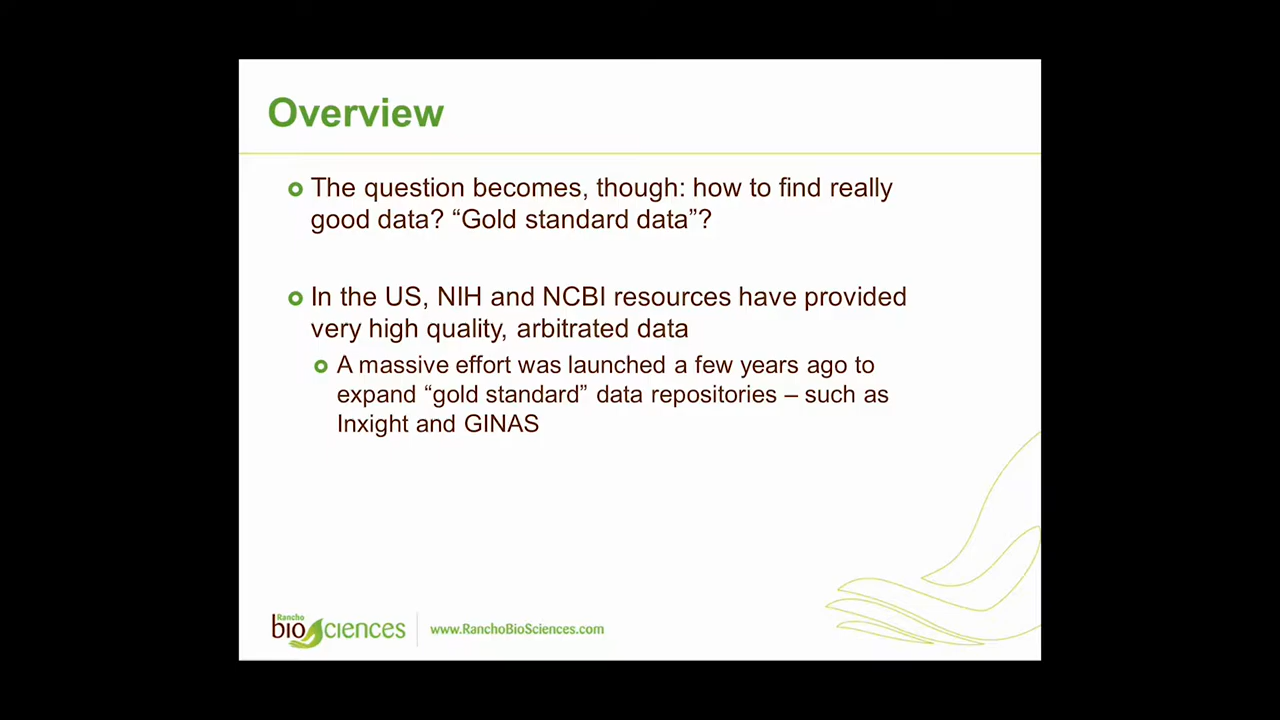 Overview
The question becomes, though: how to find really
good data? “Gold standard data”?
In the US, NIH and NCBI resources have provided
very high quality, arbitrated data
A massive effort was launched a few years ago to
expand “gold standard” data repositories – such as
Inxight and GINAS
Rancho
bioSciences
www.RanchoBioSciences.com